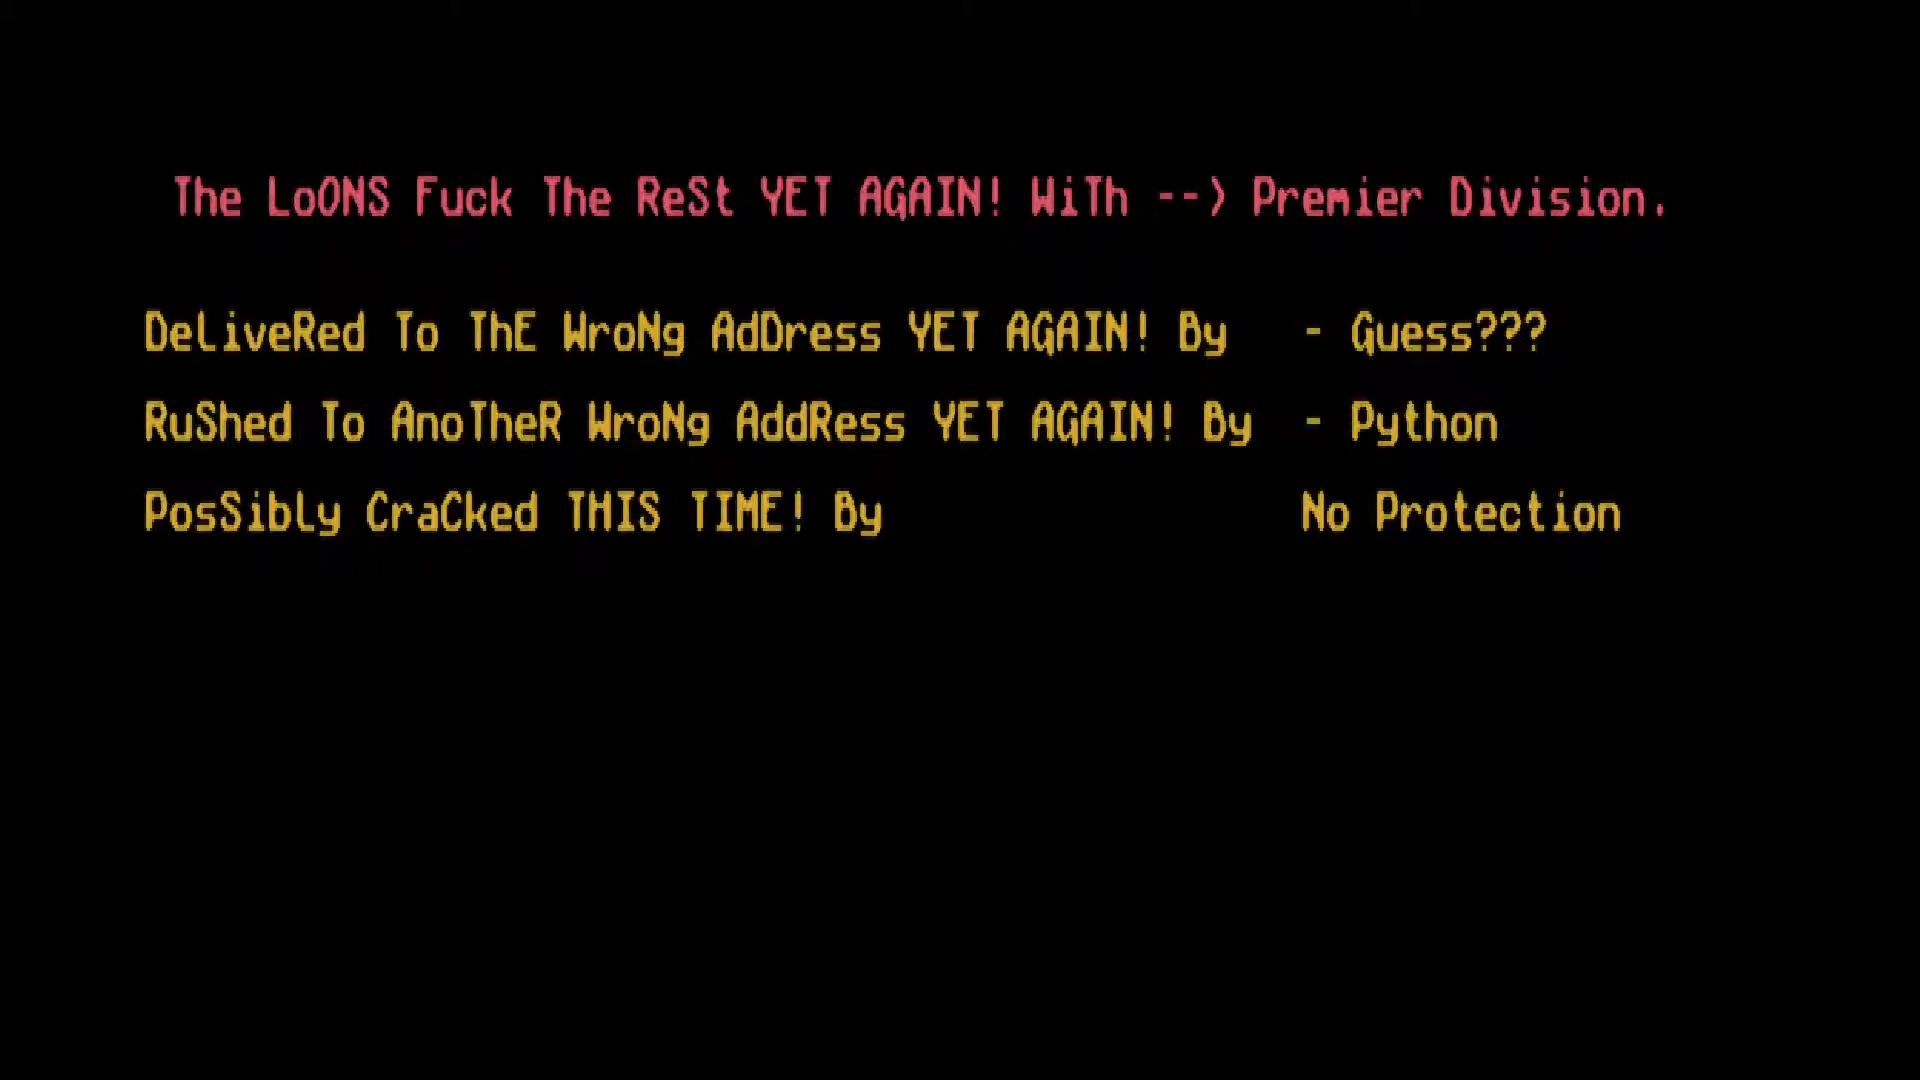 The LoONS Fuck The ReSt YET AGAIN! WiTh --> Premier Division.
DeLiveRed To ThE WroNg AdDress YET AGAIN! By - Guess???
RuShed To AnoTheR WroNg AddRess YET AGAIN! By - Python
PosSibLy CraCked THIS TIME! By No Protection